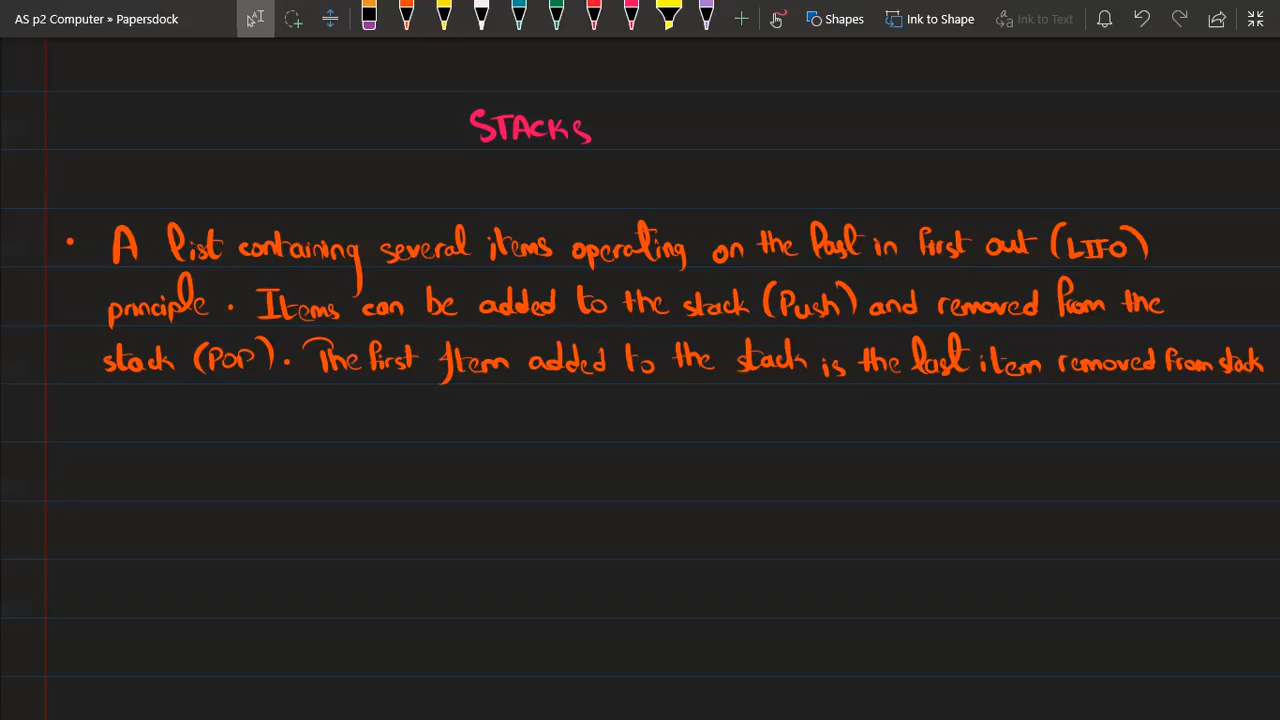 AS p2 Computer » Papersdock
Shapes
Ink to Shape
Ink to Text
STACKS
• A list containing several items operating on the last in first out (LIFO)
principle. Items can be added to the stack (Push) and removed from the
stack (POP). The first Item added to the stack is the last item removed from stack